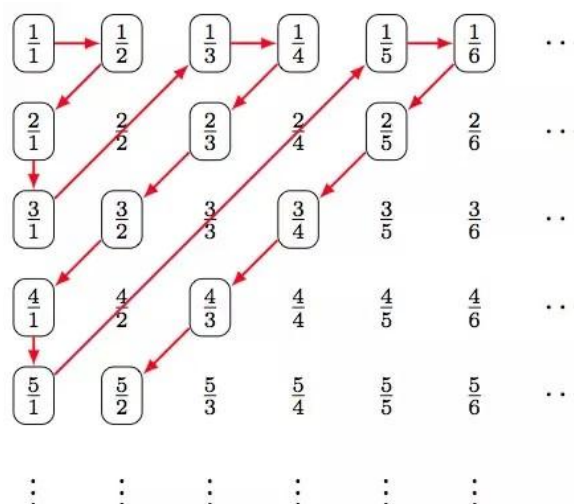 1/1 1/2 1/3 1/4 1/5 1/6 ··
2/1 2/2 2/3 2/4 2/5 2/6 ··
3/1 3/2 3/3 3/4 3/5 3/6 ··
4/1 4/2 4/3 4/4 4/5 4/6 ··
5/1 5/2 5/3 5/4 5/5 5/6 ··
⋮ ⋮ ⋮ ⋮ ⋮ ⋮